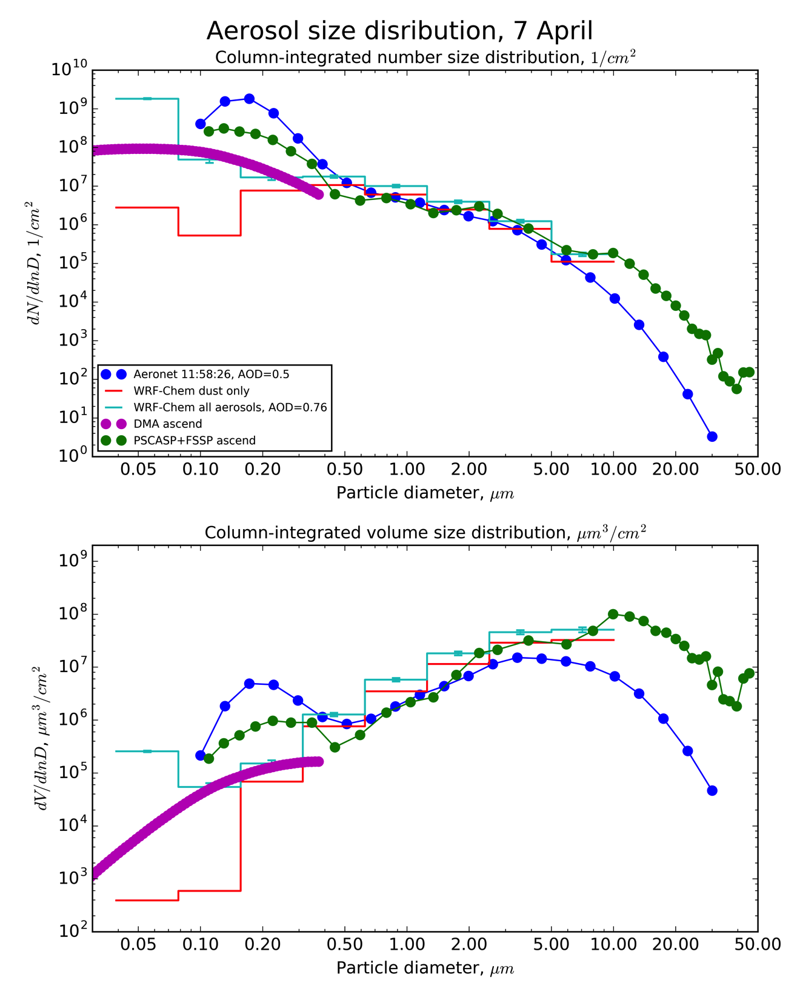 Aerosol size disribution, 7 April
Column-integrated number size distribution, 1/cm²
10¹⁰
10⁹
10⁸
10⁷
10⁶
10⁵
10⁴
10³
10²
10¹
10⁰
dN/dlnD, 1/cm²
Aeronet 11:58:26, AOD=0.5
WRF-Chem dust only
WRF-Chem all aerosols, AOD=0.76
DMA ascend
PSCASP+FSSP ascend
0.05 0.10 0.20 0.50 1.00 2.00 5.00 10.00 20.00 50.00
Particle diameter, μm
Column-integrated volume size distribution, μm³/cm²
10⁹
10⁸
10⁷
10⁶
10⁵
10⁴
10³
10²
dV/dlnD, μm³/cm²
0.05 0.10 0.20 0.50 1.00 2.00 5.00 10.00 20.00 50.00
Particle diameter, μm